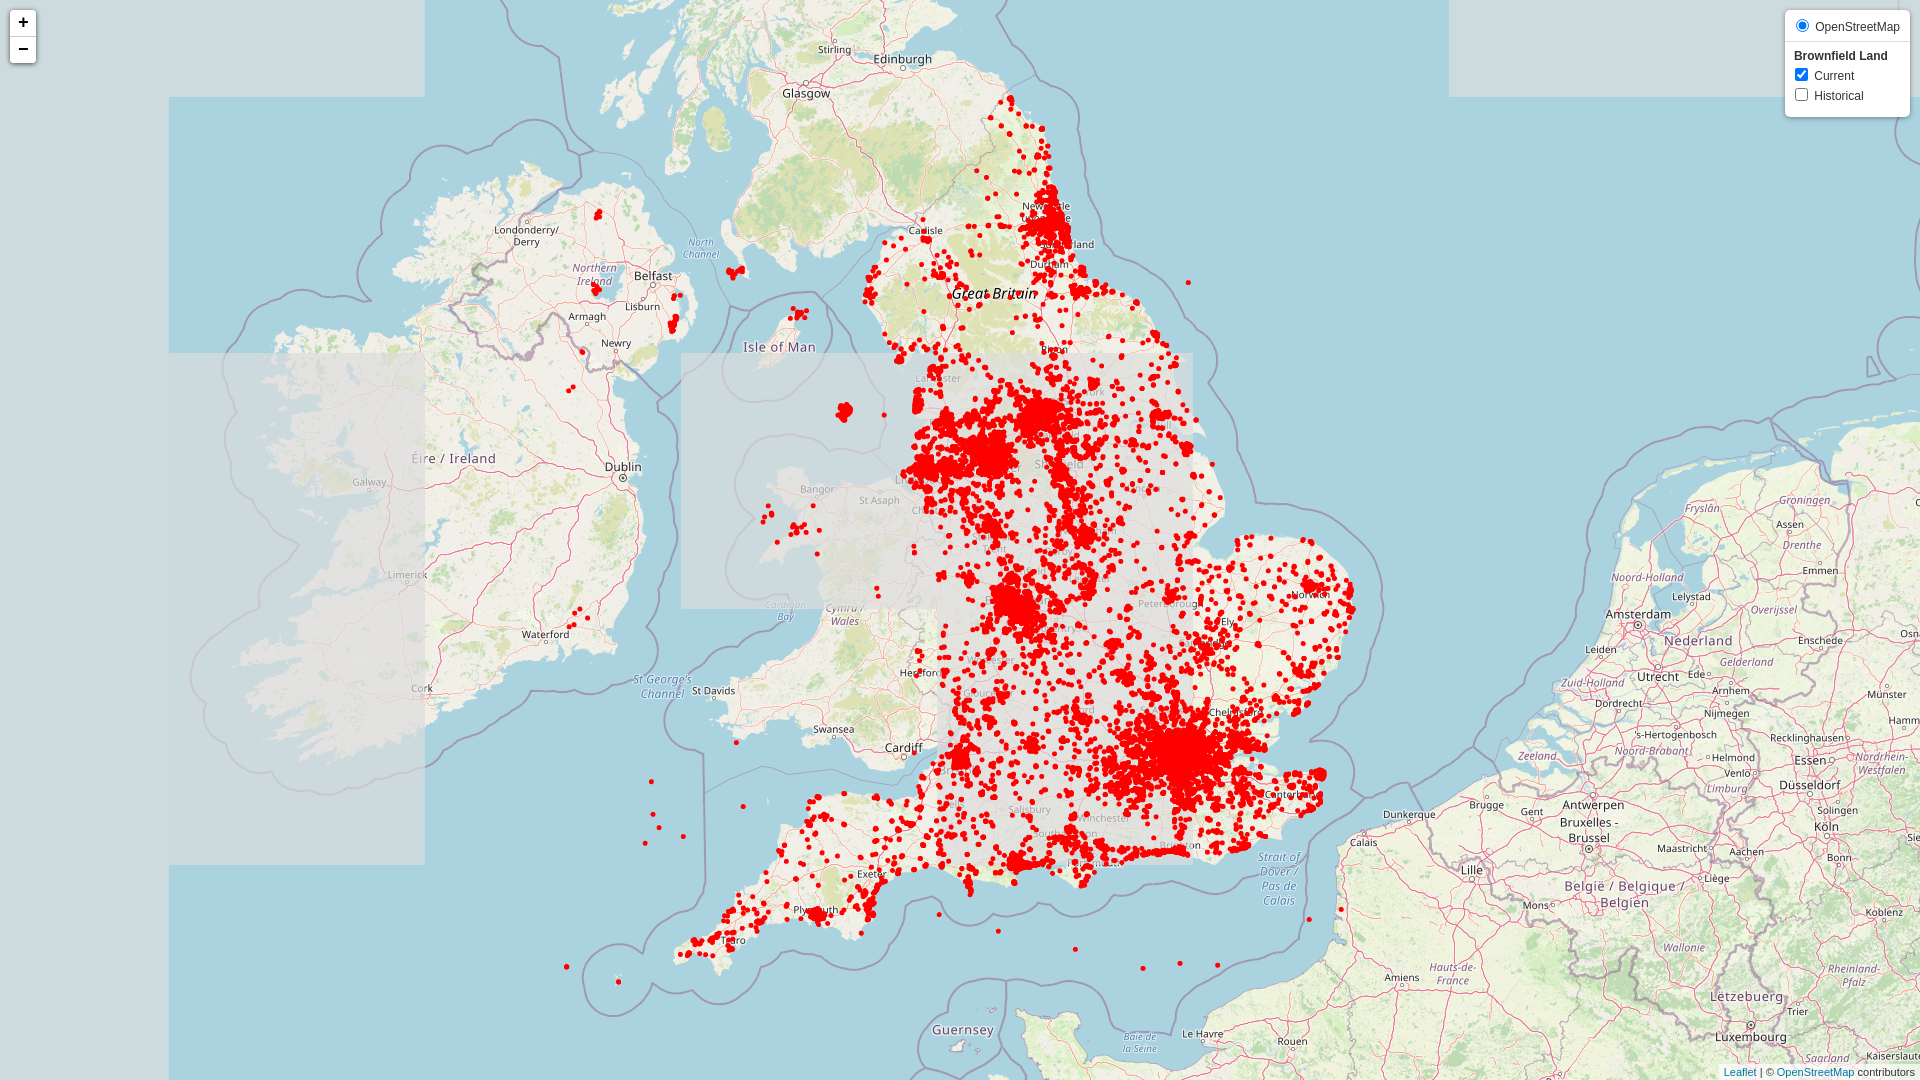 +
−
OpenStreetMap
Brownfield Land
Current
Historical
Stirling
Edinburgh
Glasgow
Londonderry/
Derry
North
Channel
Carlisle
Northern
Ireland
Belfast
Durham
Great Britain
Lisburn
Armagh
Newry
Isle of Man
Ripon
Éire / Ireland
Dublin
Galway
Bangor
St Asaph
Limerick
Cardigan
Bay
Cymru /
Wales
Peterborough
Norwich
Ely
Waterford
Cork
St George's
Channel
St Davids
Hereford
Swansea
Cardiff
Chelmsford
Canterbury
Salisbury
Winchester
Southampton
Portsmouth
Brighton
Exeter
Plymouth
Truro
Strait of
Dover /
Pas de
Calais
Guernsey
Groningen
Fryslân
Assen
Drenthe
Emmen
Noord-Holland
Lelystad
Amsterdam
Overijssel
Nederland
Enschede
Leiden
Gelderland
Utrecht
Ede
Zuid-Holland
Arnhem
Münster
Dordrecht
Nijmegen
's-Hertogenbosch
Recklinghausen
Noord-Brabant
Zeeland
Helmond
Essen
Nordrhein-
Westfalen
Venlo
Limburg
Düsseldorf
Brugge
Antwerpen
Gent
Solingen
Dunkerque
Bruxelles -
Brussel
Köln
Calais
Maastricht
Aachen
Bonn
Lille
Liège
België / Belgique /
Belgien
Mons
Koblenz
Wallonie
Amiens
Hauts-de-
France
Rheinland-
Pfalz
Lëtzebuerg
Trier
Le Havre
Baie de
la Seine
Rouen
Luxembourg
Saarland
Kaiserslaute
Leaflet | © OpenStreetMap contributors